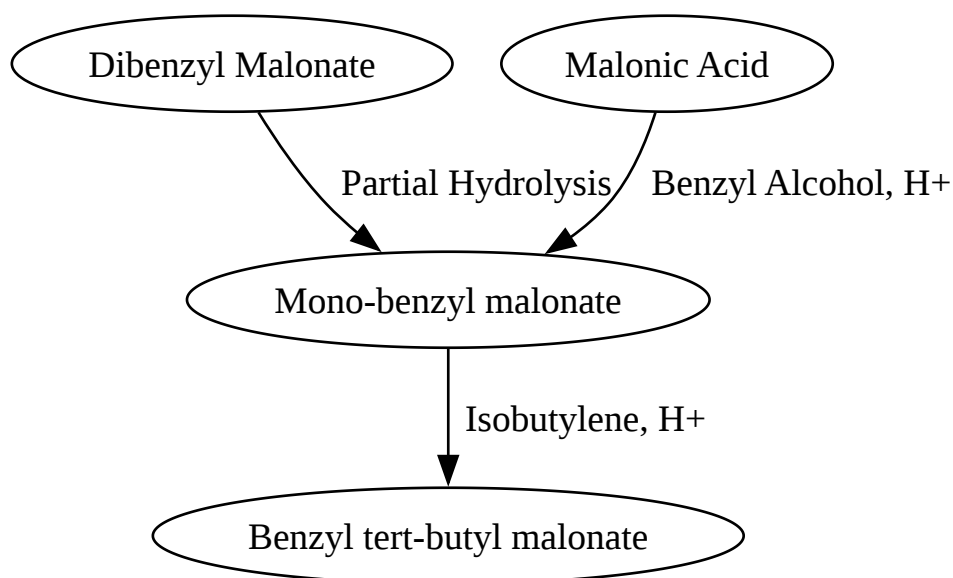 Dibenzyl Malonate
Malonic Acid
Partial Hydrolysis
Benzyl Alcohol, H+
Mono-benzyl malonate
Isobutylene, H+
Benzyl tert-butyl malonate